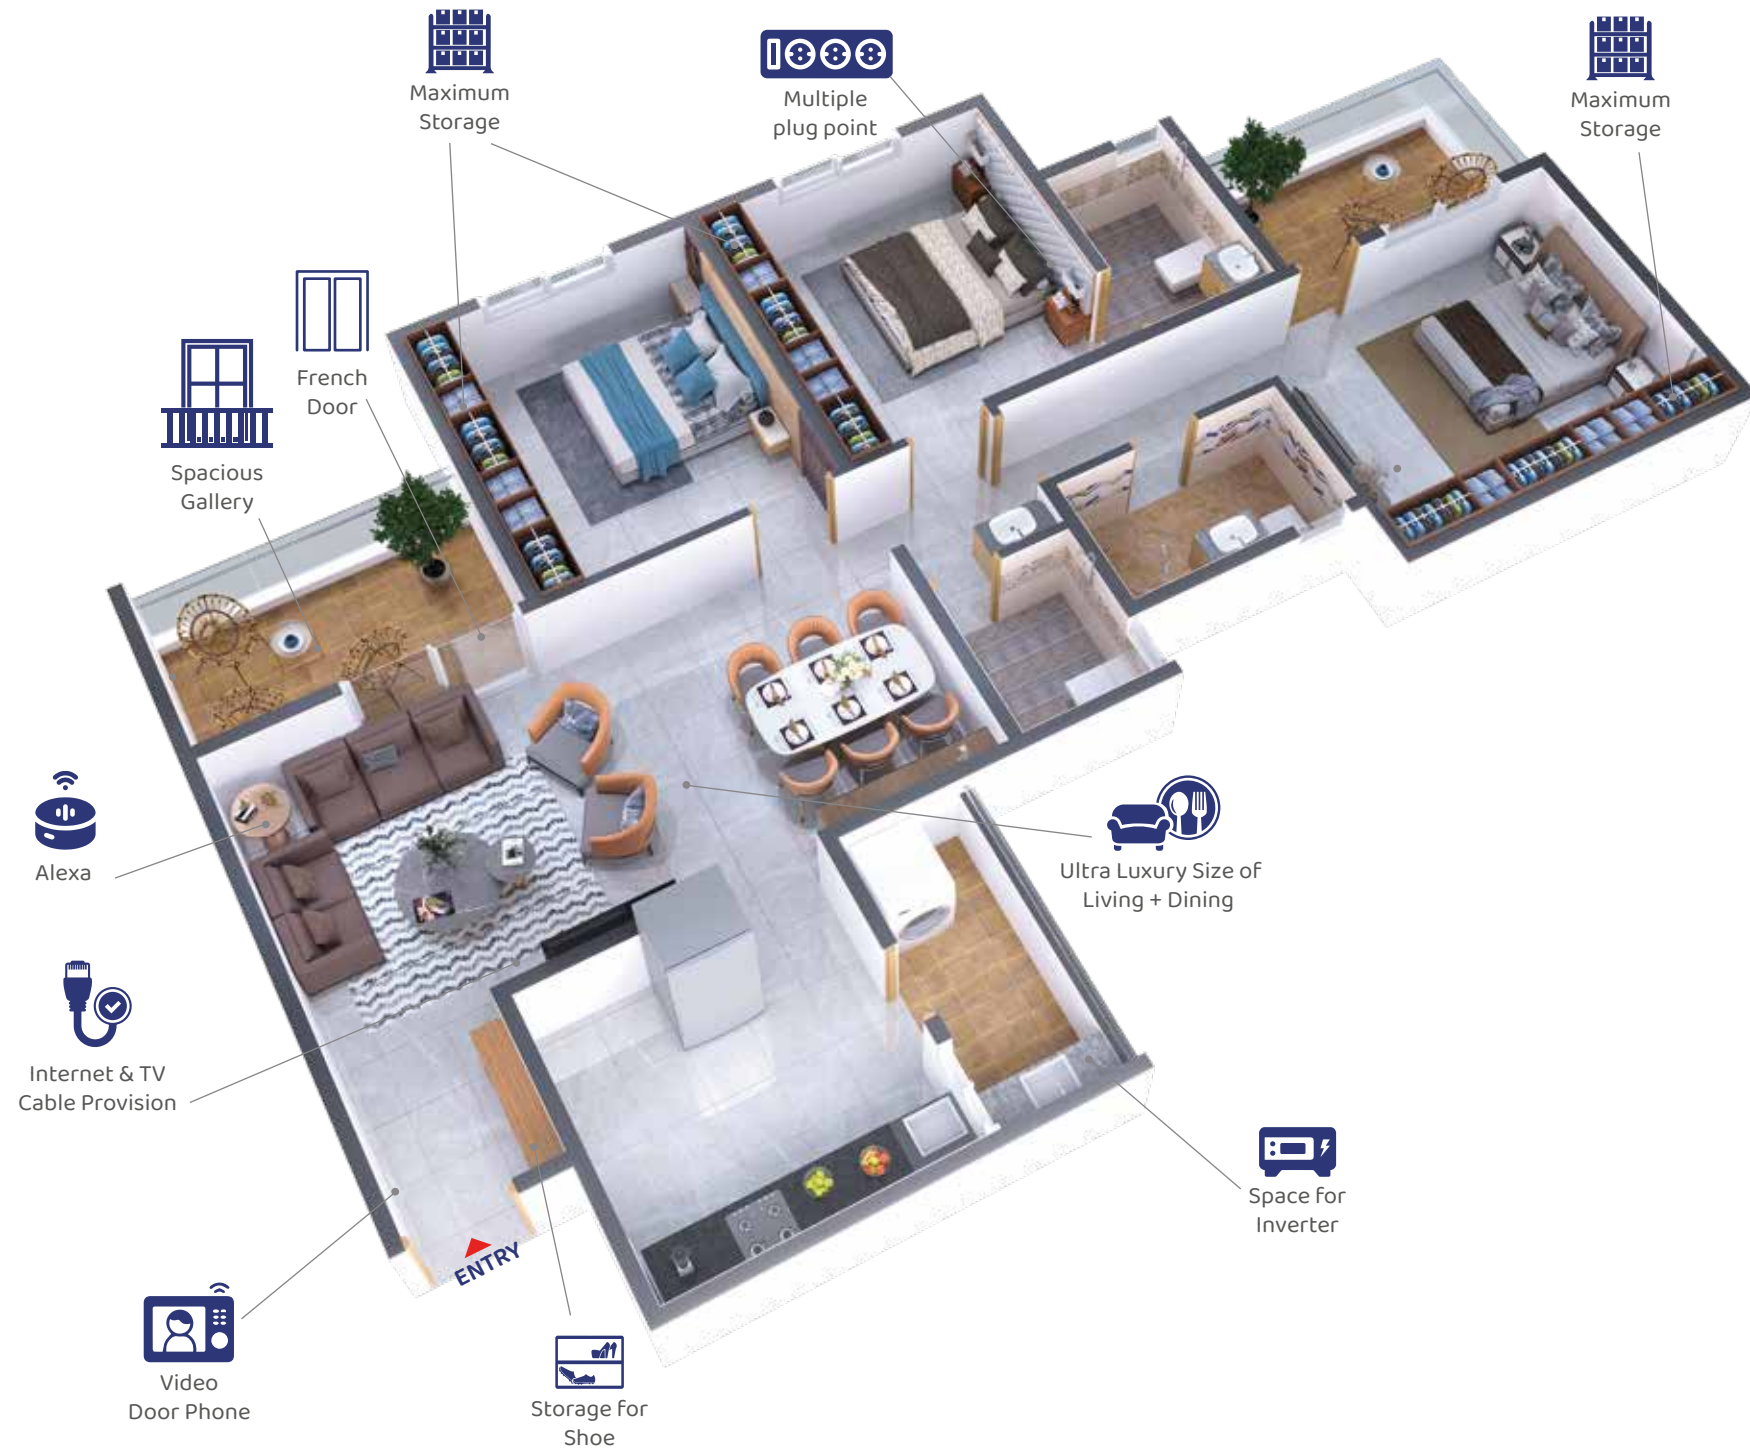 Maximum
Storage
Multiple
plug point
Maximum
Storage
French
Door
Spacious
Gallery
Alexa
Ultra Luxury Size of
Living + Dining
Internet & TV
Cable Provision
Space for
Inverter
ENTRY
Video
Door Phone
Storage for
Shoe